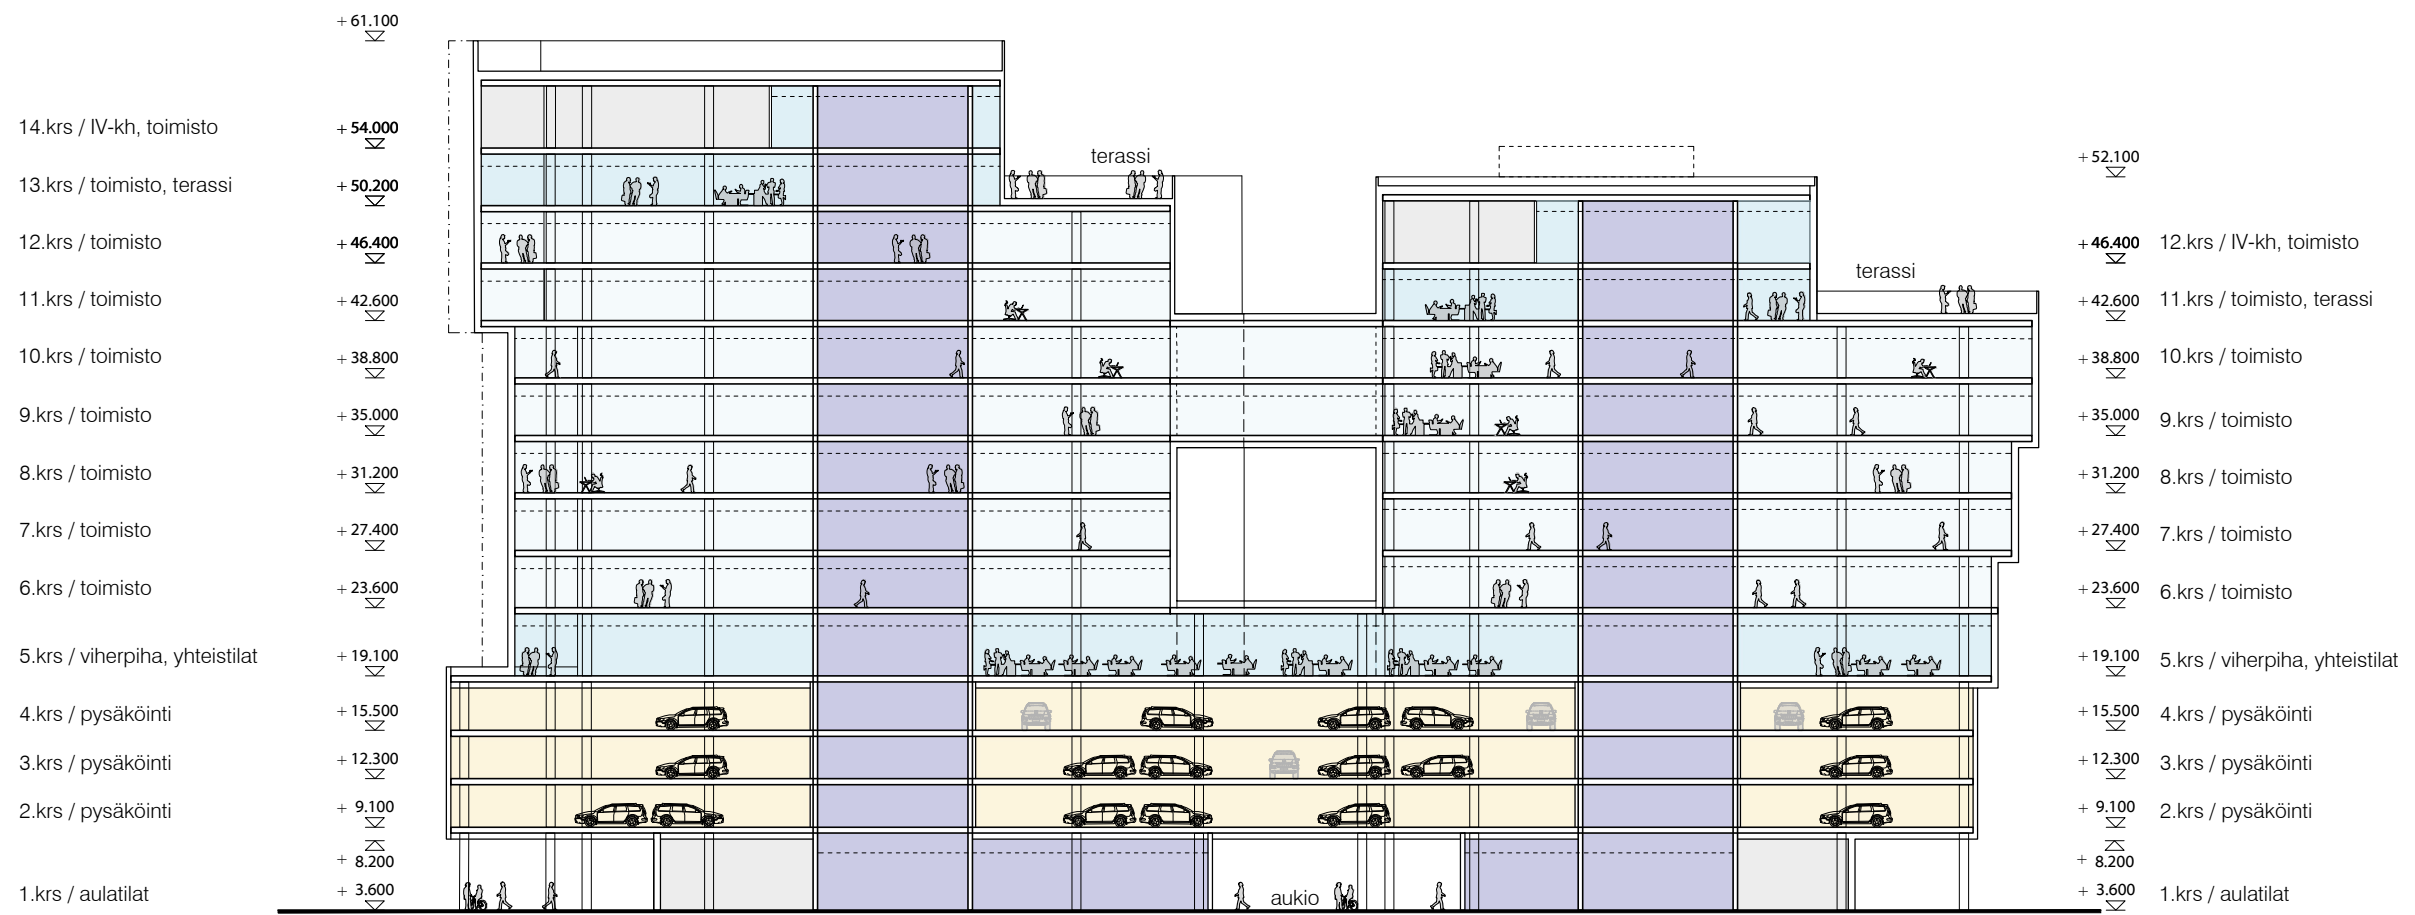 + 61.100
14.krs / IV-kh, toimisto + 54.000
terassi
+ 52.100
13.krs / toimisto, terassi + 50.200
12.krs / toimisto + 46.400
+ 46.400 12.krs / IV-kh, toimisto
terassi
11.krs / toimisto + 42.600
+ 42.600 11.krs / toimisto, terassi
10.krs / toimisto + 38.800
+ 38.800 10.krs / toimisto
9.krs / toimisto + 35.000
+ 35.000 9.krs / toimisto
8.krs / toimisto + 31.200
+ 31.200 8.krs / toimisto
7.krs / toimisto + 27.400
+ 27.400 7.krs / toimisto
6.krs / toimisto + 23.600
+ 23.600 6.krs / toimisto
5.krs / viherpiha, yhteistilat + 19.100
+ 19.100 5.krs / viherpiha, yhteistilat
4.krs / pysäköinti + 15.500
+ 15.500 4.krs / pysäköinti
3.krs / pysäköinti + 12.300
+ 12.300 3.krs / pysäköinti
2.krs / pysäköinti + 9.100
+ 9.100 2.krs / pysäköinti
+ 8.200
+ 8.200
1.krs / aulatilat + 3.600
aukio
+ 3.600 1.krs / aulatilat